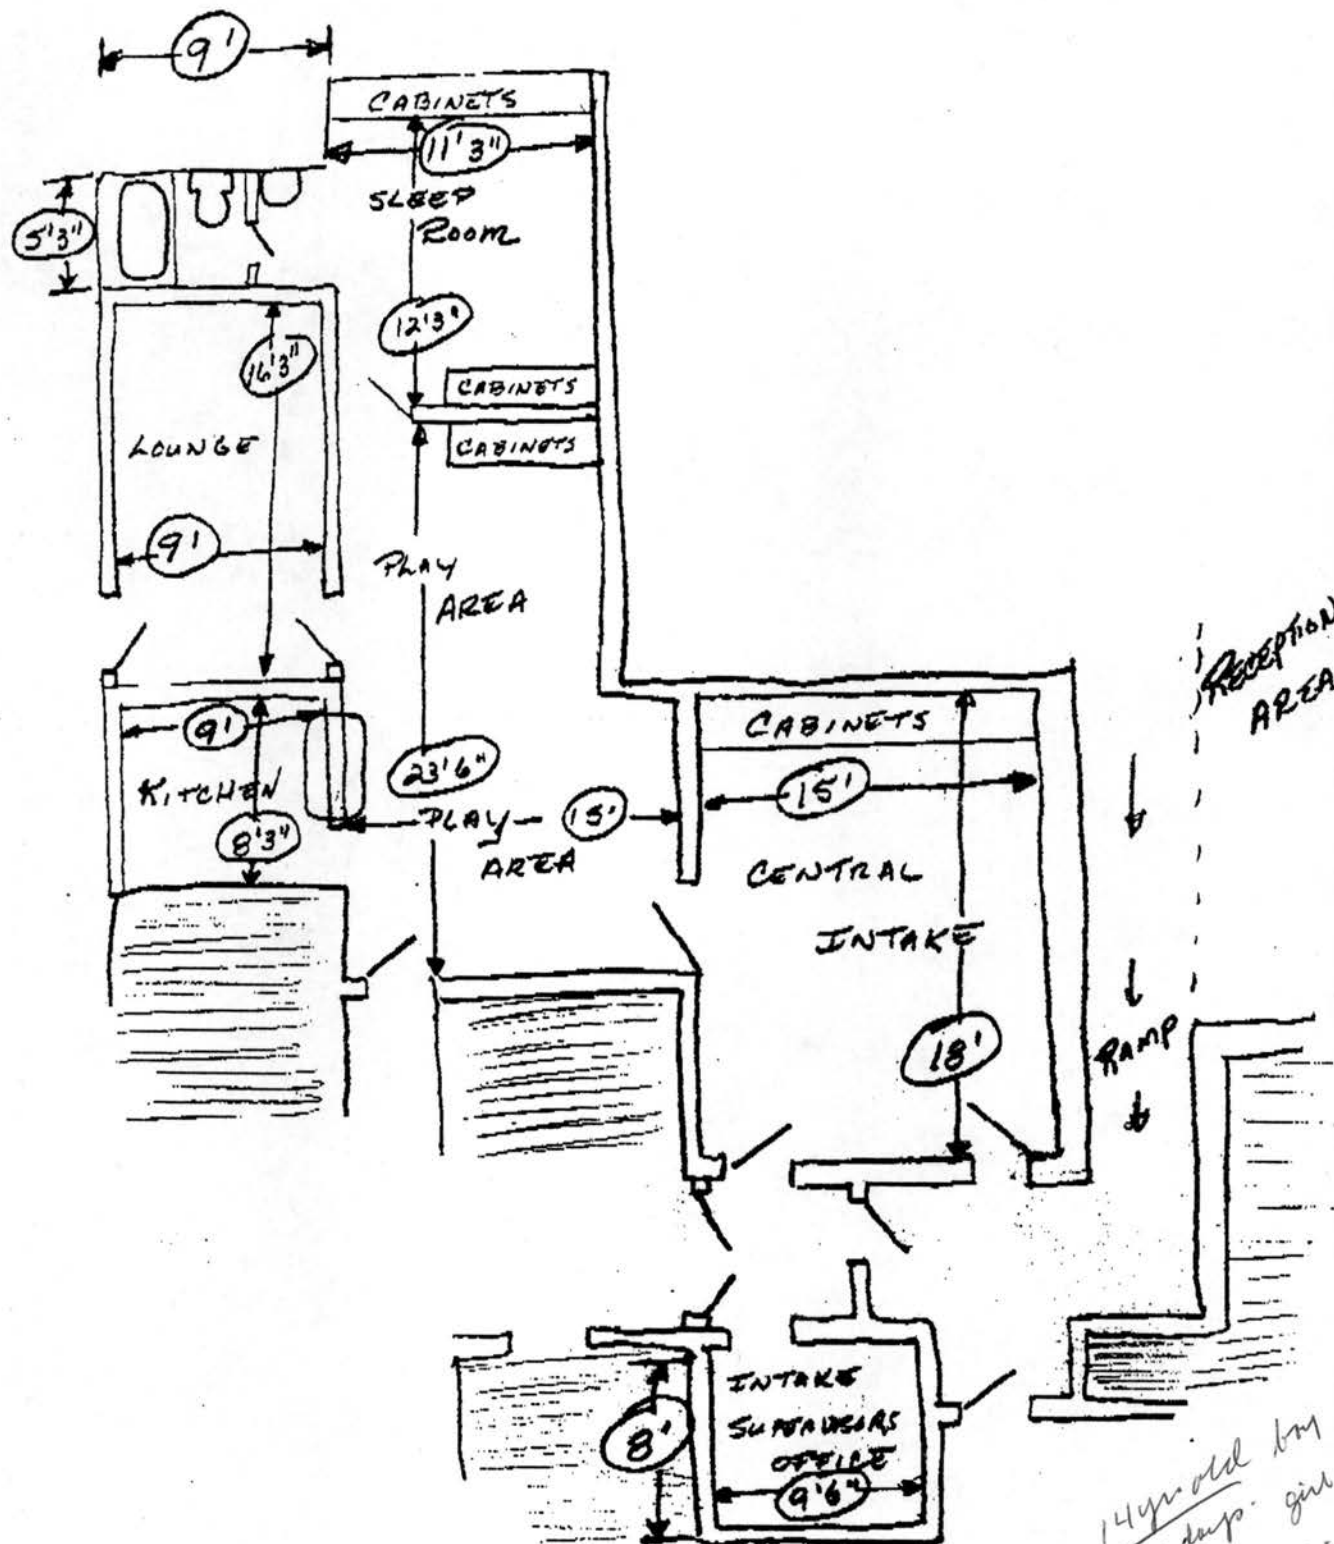 9'
CABINETS
11'3"
SLEEP
ROOM
5'3"
12'3"
16'3"
CABINETS
CABINETS
LOUNGE
9'
PLAY
AREA
RECEPTION
AREA
9'
CABINETS
KITCHEN
23'6"
15'
PLAY
15'
AREA
8'3"
CENTRAL
INTAKE
18'
RAMP
INTAKE
SUPERVISORS
OFFICE
8'
9'6"
14 yr old boy
days girl